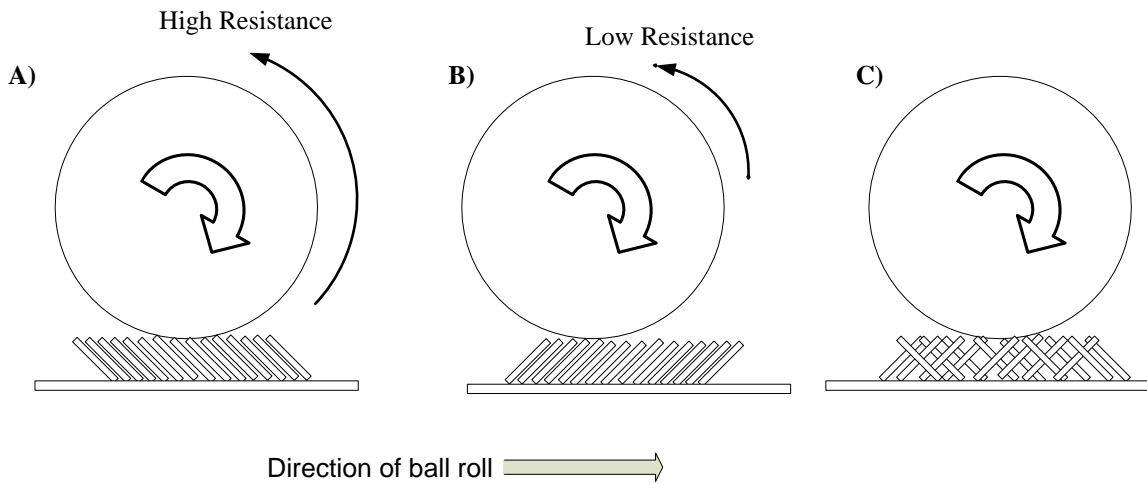 High Resistance
Low Resistance
A)
B)
C)
Direction of ball roll